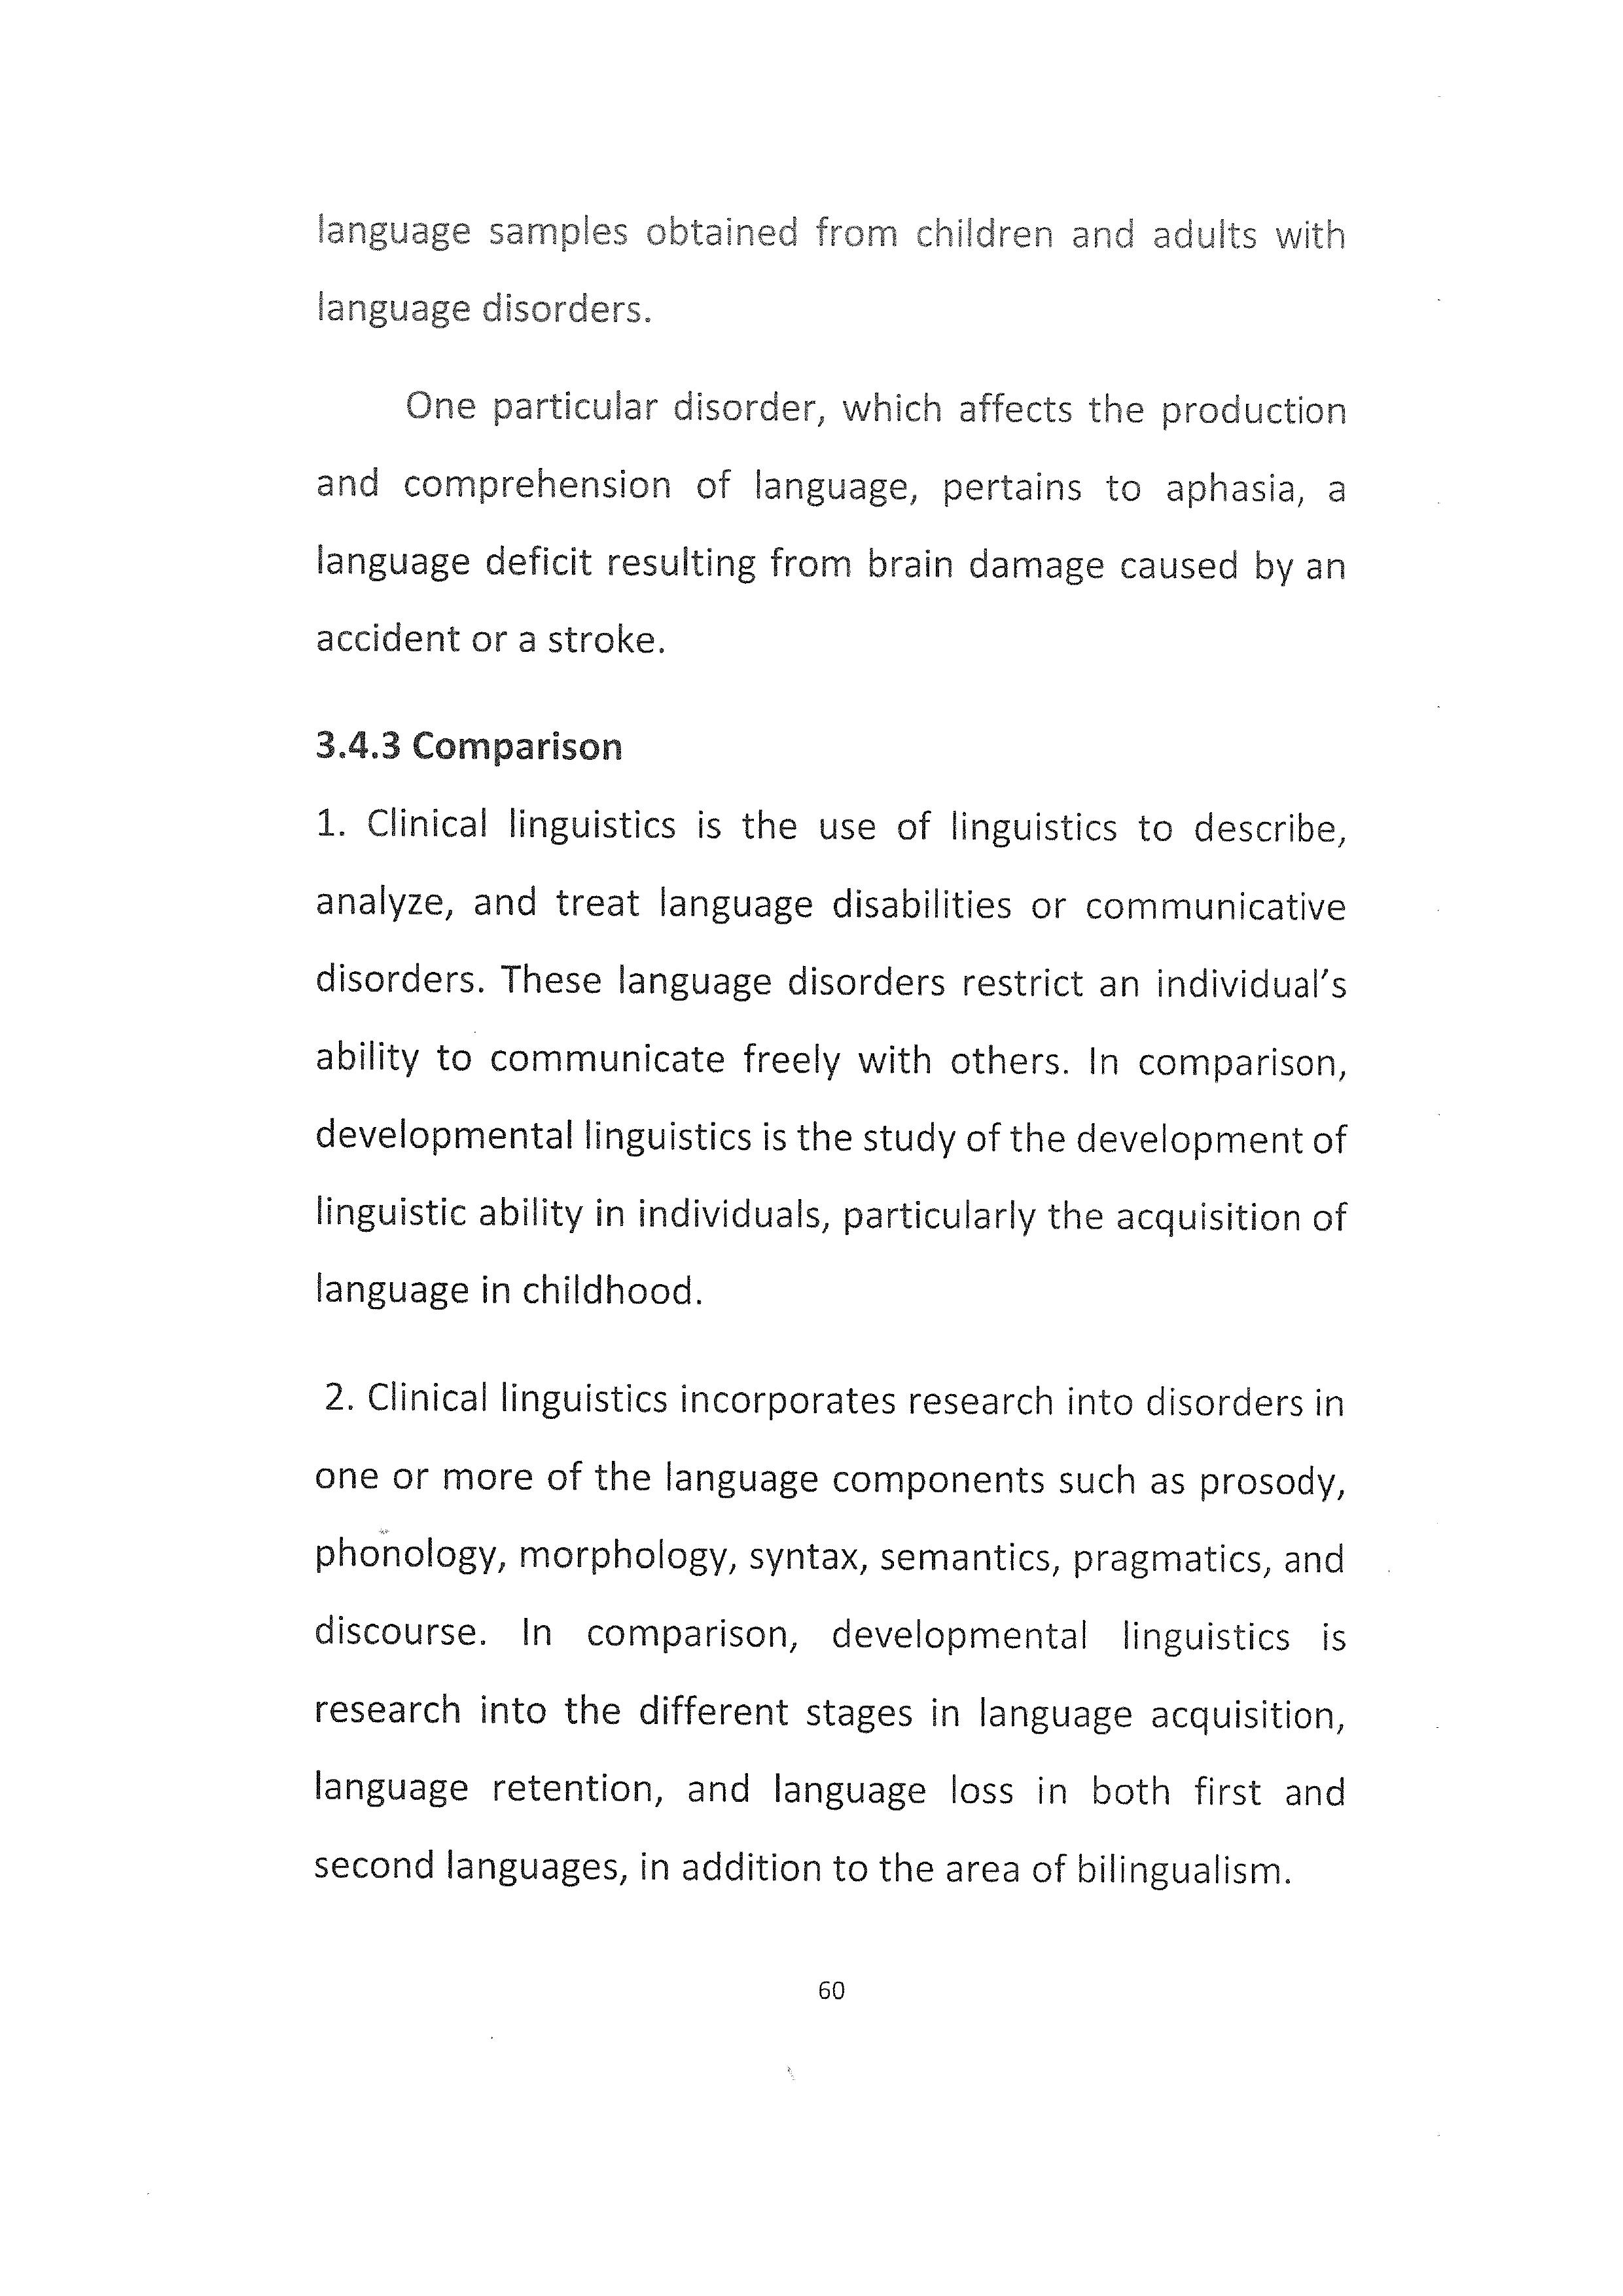 language samples obtained from children and adults with
language disorders.
One particular disorder, which affects the production
and comprehension of language, pertains to aphasia, a
language deficit resulting from brain damage caused by an
accident or a stroke.
3.4.3 Comparison
1. Clinical linguistics is the use of linguistics to describe,
analyze, and treat language disabilities or communicative
disorders. These language disorders restrict an individual's
ability to communicate freely with others. In comparison,
developmental linguistics is the study of the development of
linguistic ability in individuals, particularly the acquisition of
language in childhood.
2. Clinical linguistics incorporates research into disorders in
one or more of the language components such as prosody,
phonology, morphology, syntax, semantics, pragmatics, and
discourse. In comparison, developmental linguistics is
research into the different stages in language acquisition,
language retention, and language loss in both first and
second languages, in addition to the area of bilingualism.
60